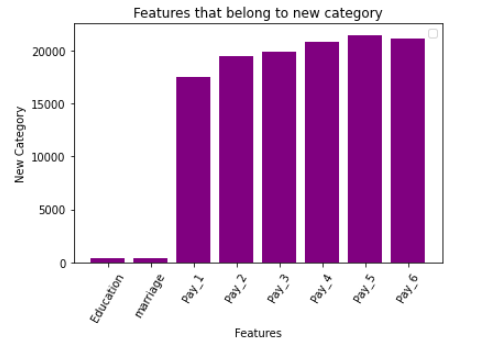 Features that belong to new category
20000
15000
10000
5000
0
New Category
Education
marriage
Pay_1
Pay_2
Pay_3
Pay_4
Pay_5
Pay_6
Features